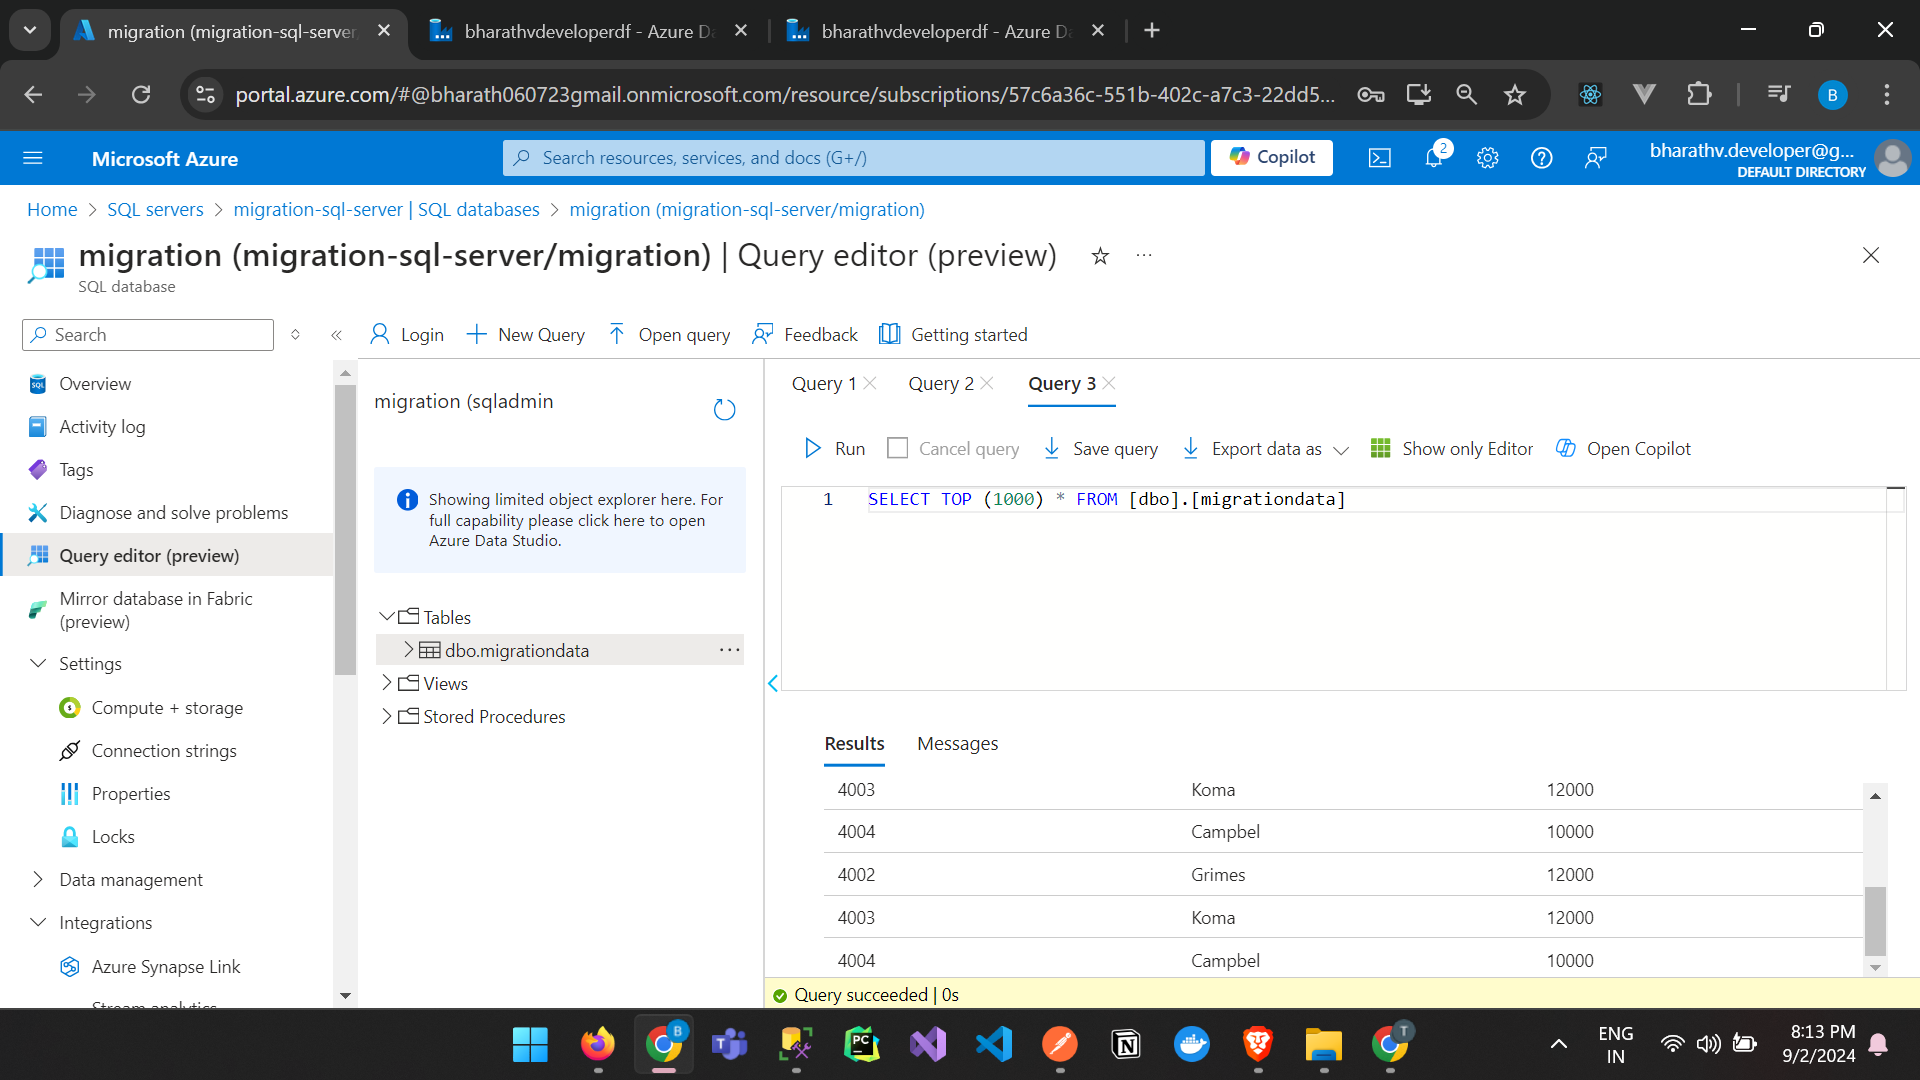 migration (migration-sql-server,
bharathvdeveloperdf - Azure Da
bharathvdeveloperdf - Azure Da
portal.azure.com/#@bharath060723gmail.onmicrosoft.com/resource/subscriptions/57c6a36c-551b-402c-a7c3-22dd5...
B
Microsoft Azure
Search resources, services, and docs (G+/)
Copilot
2
bharathv.developer@g...
DEFAULT DIRECTORY
Home > SQL servers > migration-sql-server | SQL databases > migration (migration-sql-server/migration)
migration (migration-sql-server/migration) | Query editor (preview)
SQL database
Search
Login
New Query
Open query
Feedback
Getting started
Overview
Activity log
Tags
Diagnose and solve problems
Query editor (preview)
Mirror database in Fabric
(preview)
Settings
Compute + storage
Connection strings
Properties
Locks
Data management
Integrations
Azure Synapse Link
Stream analytics
migration (sqladmin
Showing limited object explorer here. For
full capability please click here to open
Azure Data Studio.
Tables
dbo.migrationdata
Views
Stored Procedures
Query 1
Query 2
Query 3
Run
Cancel query
Save query
Export data as
Show only Editor
Open Copilot
1 SELECT TOP (1000) * FROM [dbo].[migrationdata]
Results
Messages
4003 Koma 12000
4004 Campbel 10000
4002 Grimes 12000
4003 Koma 12000
4004 Campbel 10000
Query succeeded | 0s
B
PC
T
ENG
IN
8:13 PM
9/2/2024